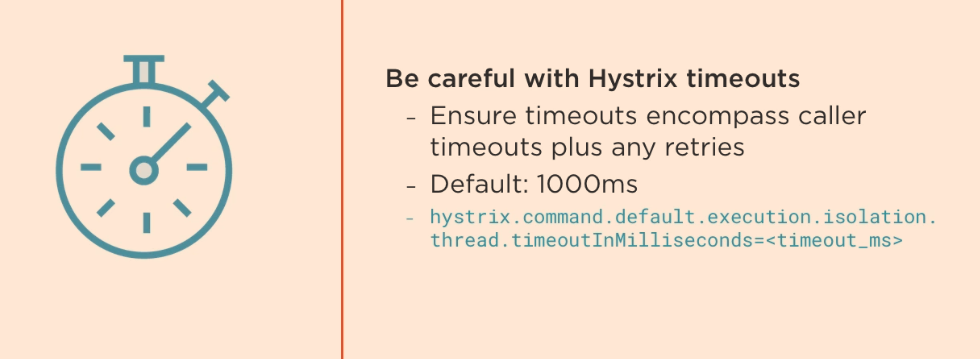 Be careful with Hystrix timeouts
- Ensure timeouts encompass caller
timeouts plus any retries
- Default: 1000ms
- hystrix.command.default.execution.isolation.
thread.timeoutInMilliseconds=<timeout_ms>